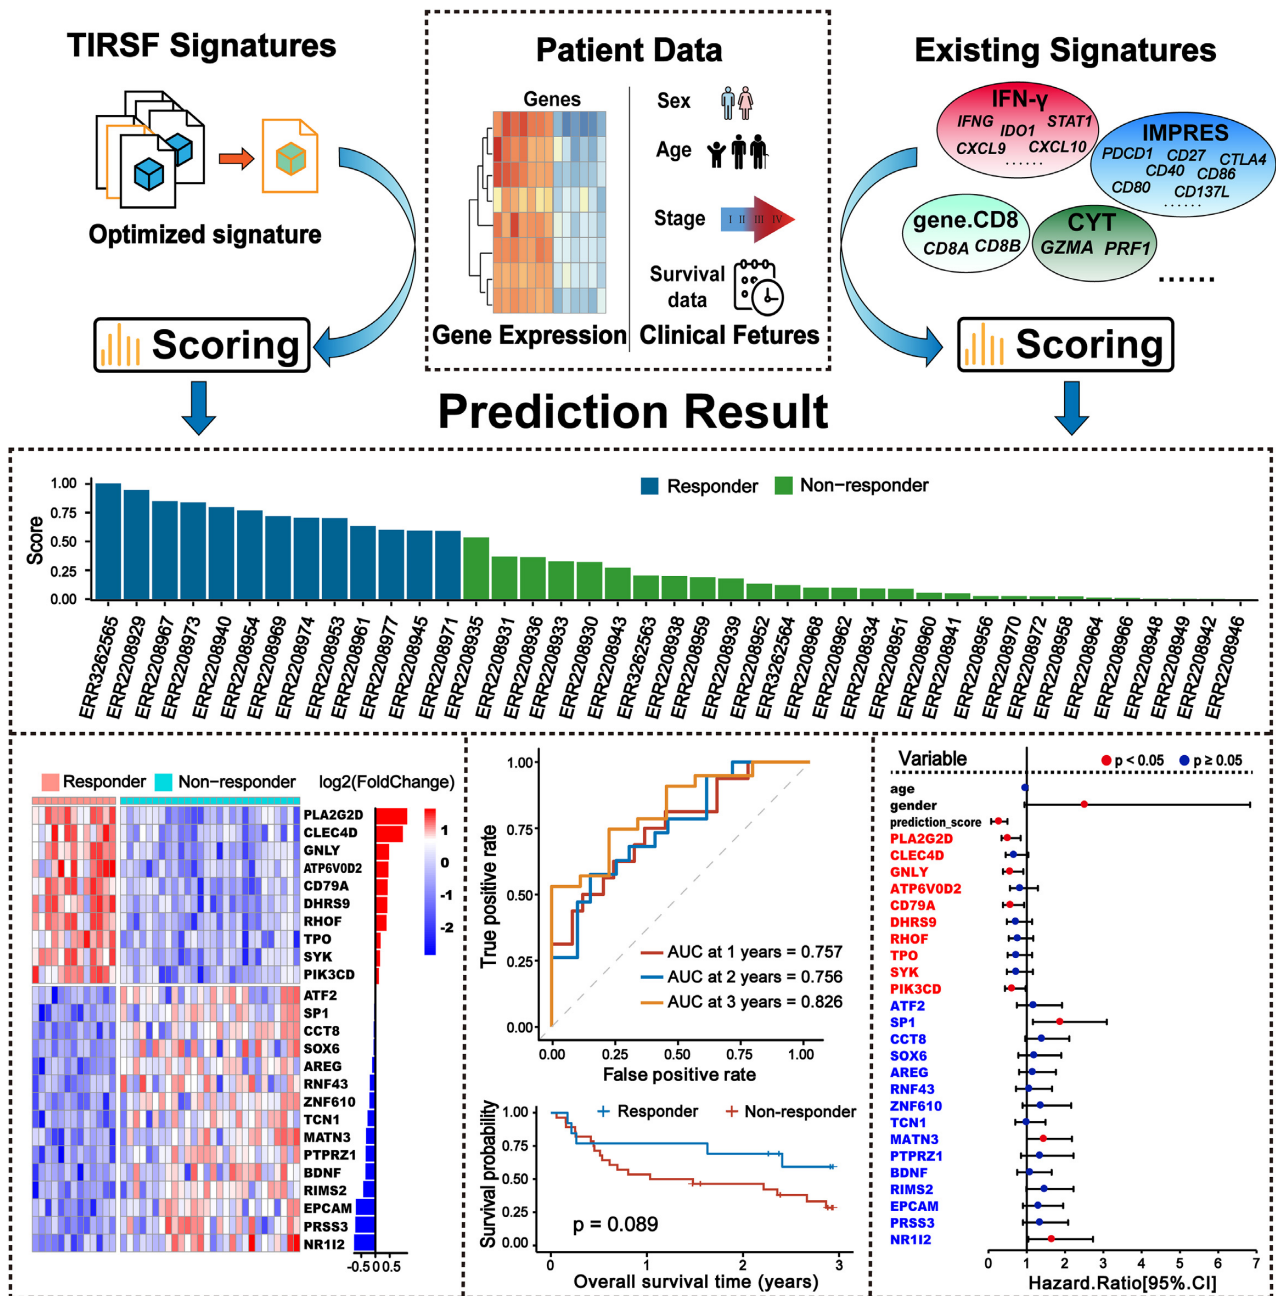 TIRSF Signatures
Optimized signature
Scoring
Patient Data
Genes
Gene Expression
Sex
Age
Stage
I II III IV
Survival
data
Clinical Fetures
Existing Signatures
IFN-γ
IFNG IDO1 STAT1
CXCL9 CXCL10
......
IMPRES
PDCD1 CD27 CTLA4
CD40 CD86
CD80 CD137L
......
gene.CD8
CD8A CD8B
CYT
GZMA PRF1
......
Scoring
Prediction Result
Responder Non-responder
Score
1.00
0.75
0.50
0.25
0.00
ERR3262565
ERR2208929
ERR2208967
ERR2208973
ERR2208940
ERR2208954
ERR2208969
ERR2208974
ERR2208953
ERR2208961
ERR2208977
ERR2208945
ERR2208971
ERR2208935
ERR2208931
ERR2208936
ERR2208933
ERR2208930
ERR2208943
ERR3262563
ERR2208938
ERR2208959
ERR2208939
ERR2208952
ERR3262564
ERR2208968
ERR2208962
ERR2208934
ERR2208951
ERR2208960
ERR2208941
ERR2208956
ERR2208970
ERR2208972
ERR2208958
ERR2208964
ERR2208966
ERR2208948
ERR2208949
ERR2208942
ERR2208946
Responder Non-responder log2(FoldChange)
PLA2G2D
CLEC4D
GNLY
ATP6V0D2
CD79A
DHRS9
RHOF
TPO
SYK
PIK3CD
ATF2
SP1
CCT8
SOX6
AREG
RNF43
ZNF610
TCN1
MATN3
PTPRZ1
BDNF
RIMS2
EPCAM
PRSS3
NR1I2
1
0
-1
-2
-0.5 0.5
True positive rate
1.00
0.75
0.50
0.25
0.00
AUC at 1 years = 0.757
AUC at 2 years = 0.756
AUC at 3 years = 0.826
0.00 0.25 0.50 0.75 1.00
False positive rate
Survival probability
1.00
0.75
0.50
0.25
0.00
Responder Non-responder
p = 0.089
0 1 2 3
Overall survival time (years)
Variable p < 0.05 p ≥ 0.05
age
gender
prediction_score
PLA2G2D
CLEC4D
GNLY
ATP6V0D2
CD79A
DHRS9
RHOF
TPO
SYK
PIK3CD
ATF2
SP1
CCT8
SOX6
AREG
RNF43
ZNF610
TCN1
MATN3
PTPRZ1
BDNF
RIMS2
EPCAM
PRSS3
NR1I2
0 1 2 3 4 5 6 7
Hazard.Ratio[95%.CI]